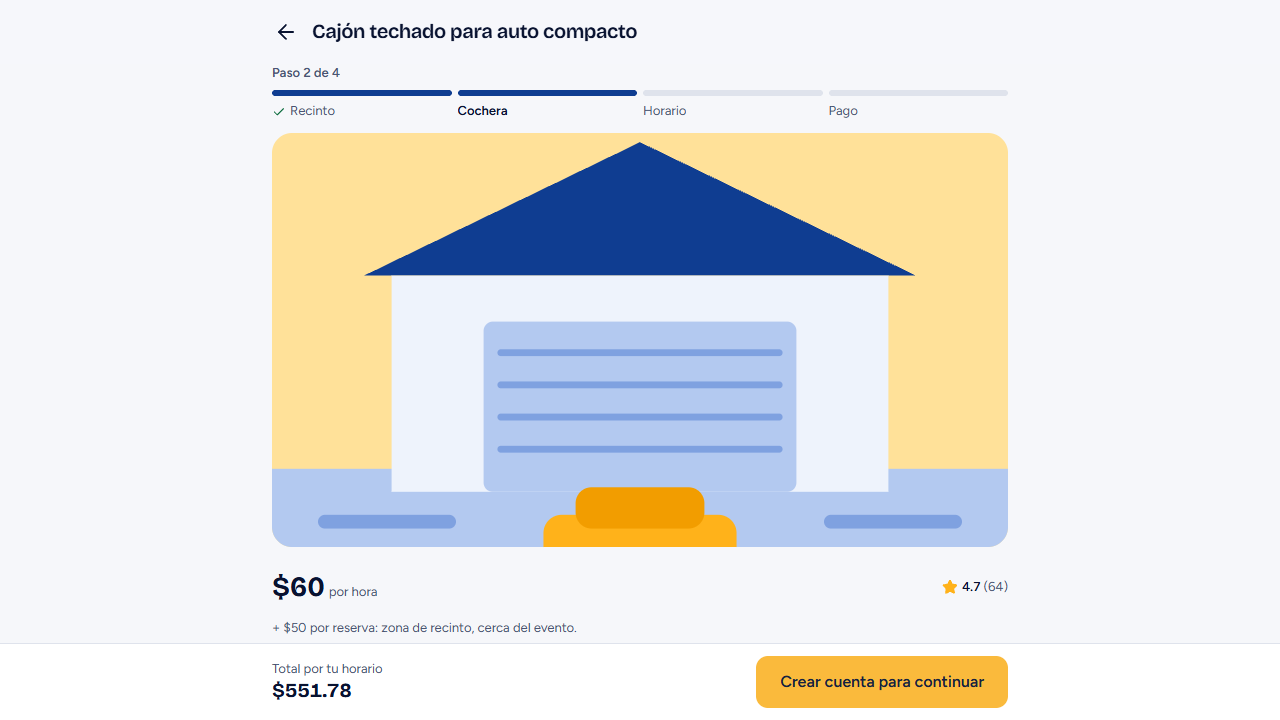 Cajón techado para auto compacto
Paso 2 de 4
Recinto
Cochera
Horario
Pago
$60 por hora
4.7 (64)
+ $50 por reserva: zona de recinto, cerca del evento.
Total por tu horario
$551.78
Crear cuenta para continuar